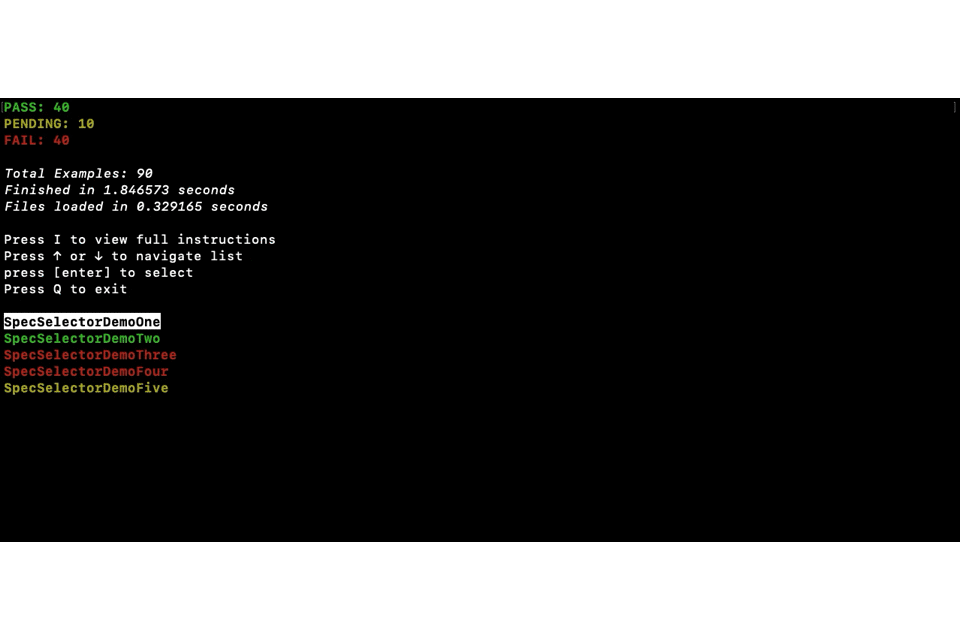 PASS: 40
PENDING: 10
FAIL: 40
Total Examples: 90
Finished in 1.846573 seconds
Files loaded in 0.329165 seconds
Press I to view full instructions
Press ↑ or ↓ to navigate list
press [enter] to select
Press Q to exit
SpecSelectorDemoOne
SpecSelectorDemoTwo
SpecSelectorDemoThree
SpecSelectorDemoFour
SpecSelectorDemoFive